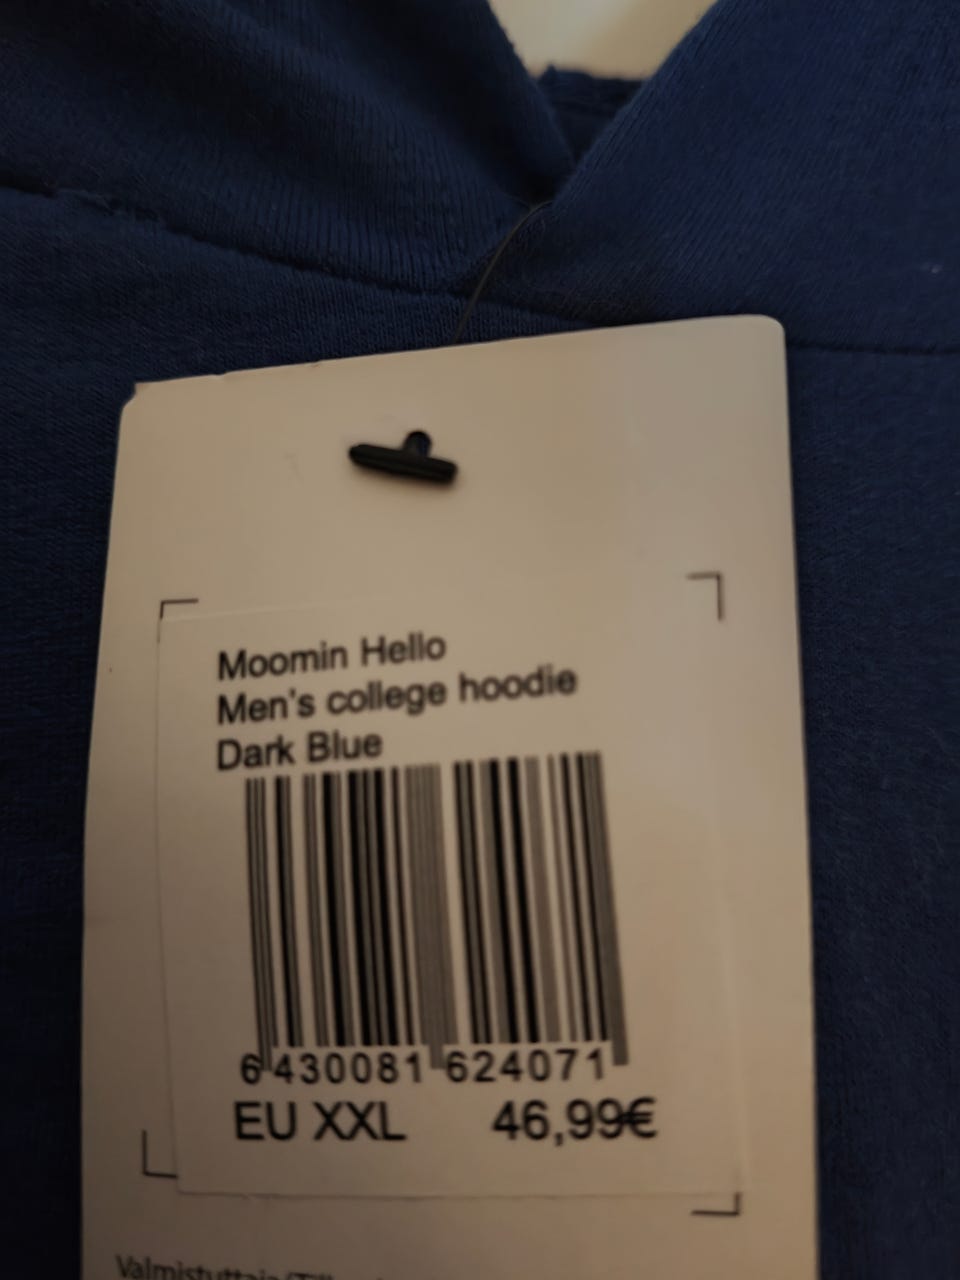 Moomin Hello
Men's college hoodie
Dark Blue
6 430081 624071
EU XXL 46,99€